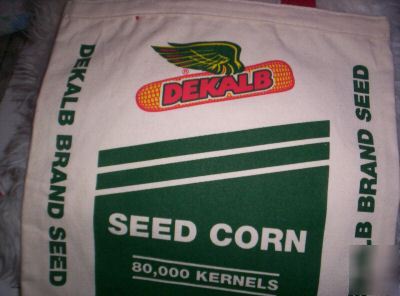 DEKALB BRAND SEED
®
DEKALB
SEED CORN
80,000 KERNELS
LB BRAND SEED